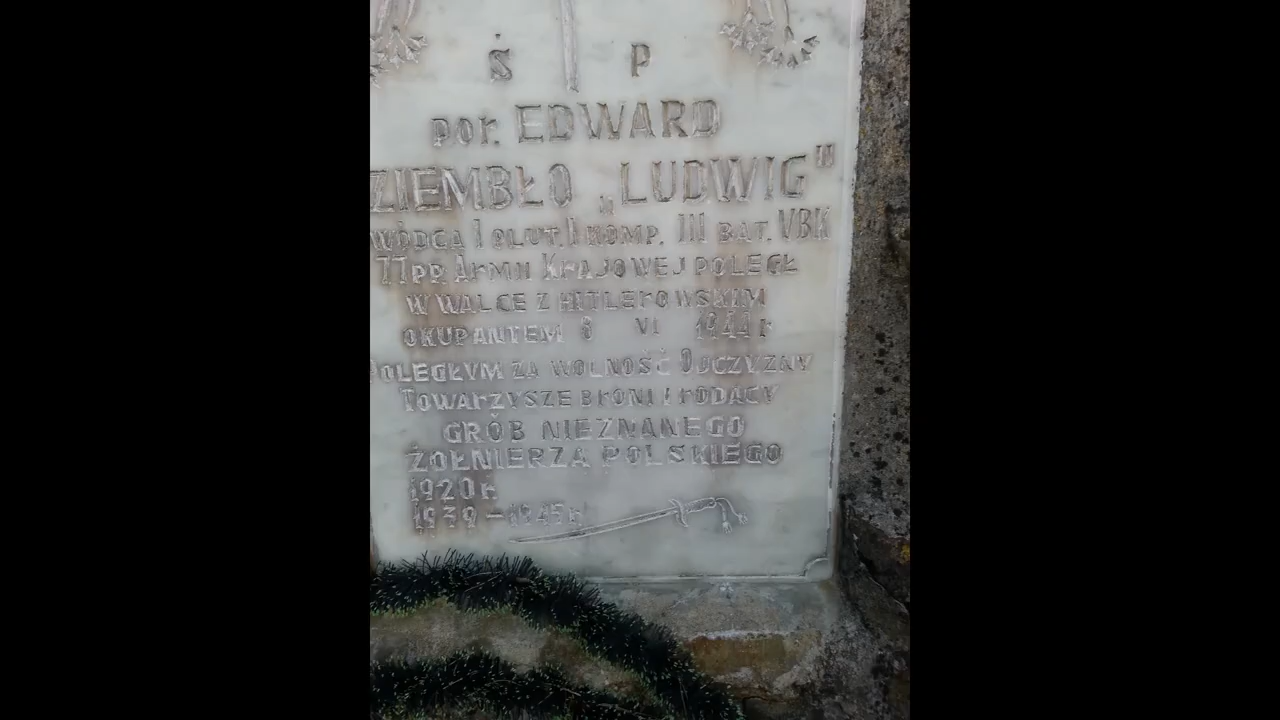 Ś P
por. EDWARD
ZIEMBŁO „LUDWIG"
WÓDCA I PLUT. I KOMP. III BAT. VBK
77 PP. ARMII KRAJOWEJ POLEGŁ
W WALCE Z HITLEROWSKIM
OKUPANTEM 8 VI 1944 r
POLEGŁYM ZA WOLNOŚĆ OJCZYZNY
TOWARZYSZE BRONI I RODACY
GRÓB NIEZNANEGO
ŻOŁNIERZA POLSKIEGO
1920 r.
1939 – 1945 r.